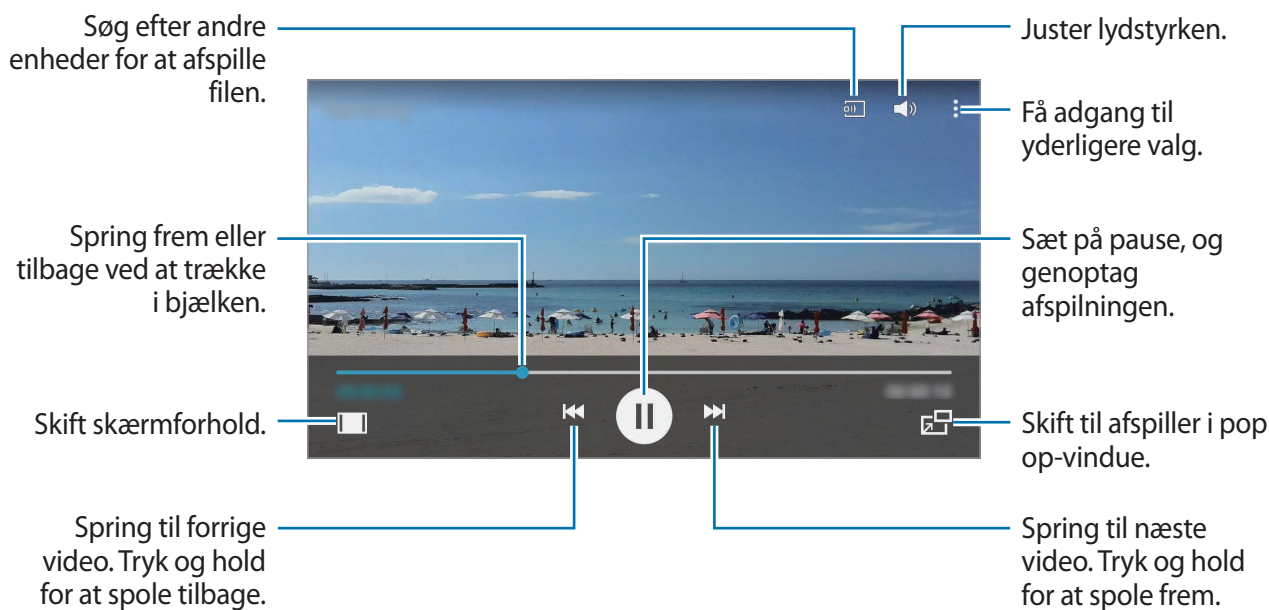 Søg efter andre
enheder for at afspille
filen.
Juster lydstyrken.
Få adgang til
yderligere valg.
Spring frem eller
tilbage ved at trække
i bjælken.
Sæt på pause, og
genoptag
afspilningen.
Skift skærmforhold.
Skift til afspiller i pop
op-vindue.
Spring til forrige
video. Tryk og hold
for at spole tilbage.
Spring til næste
video. Tryk og hold
for at spole frem.